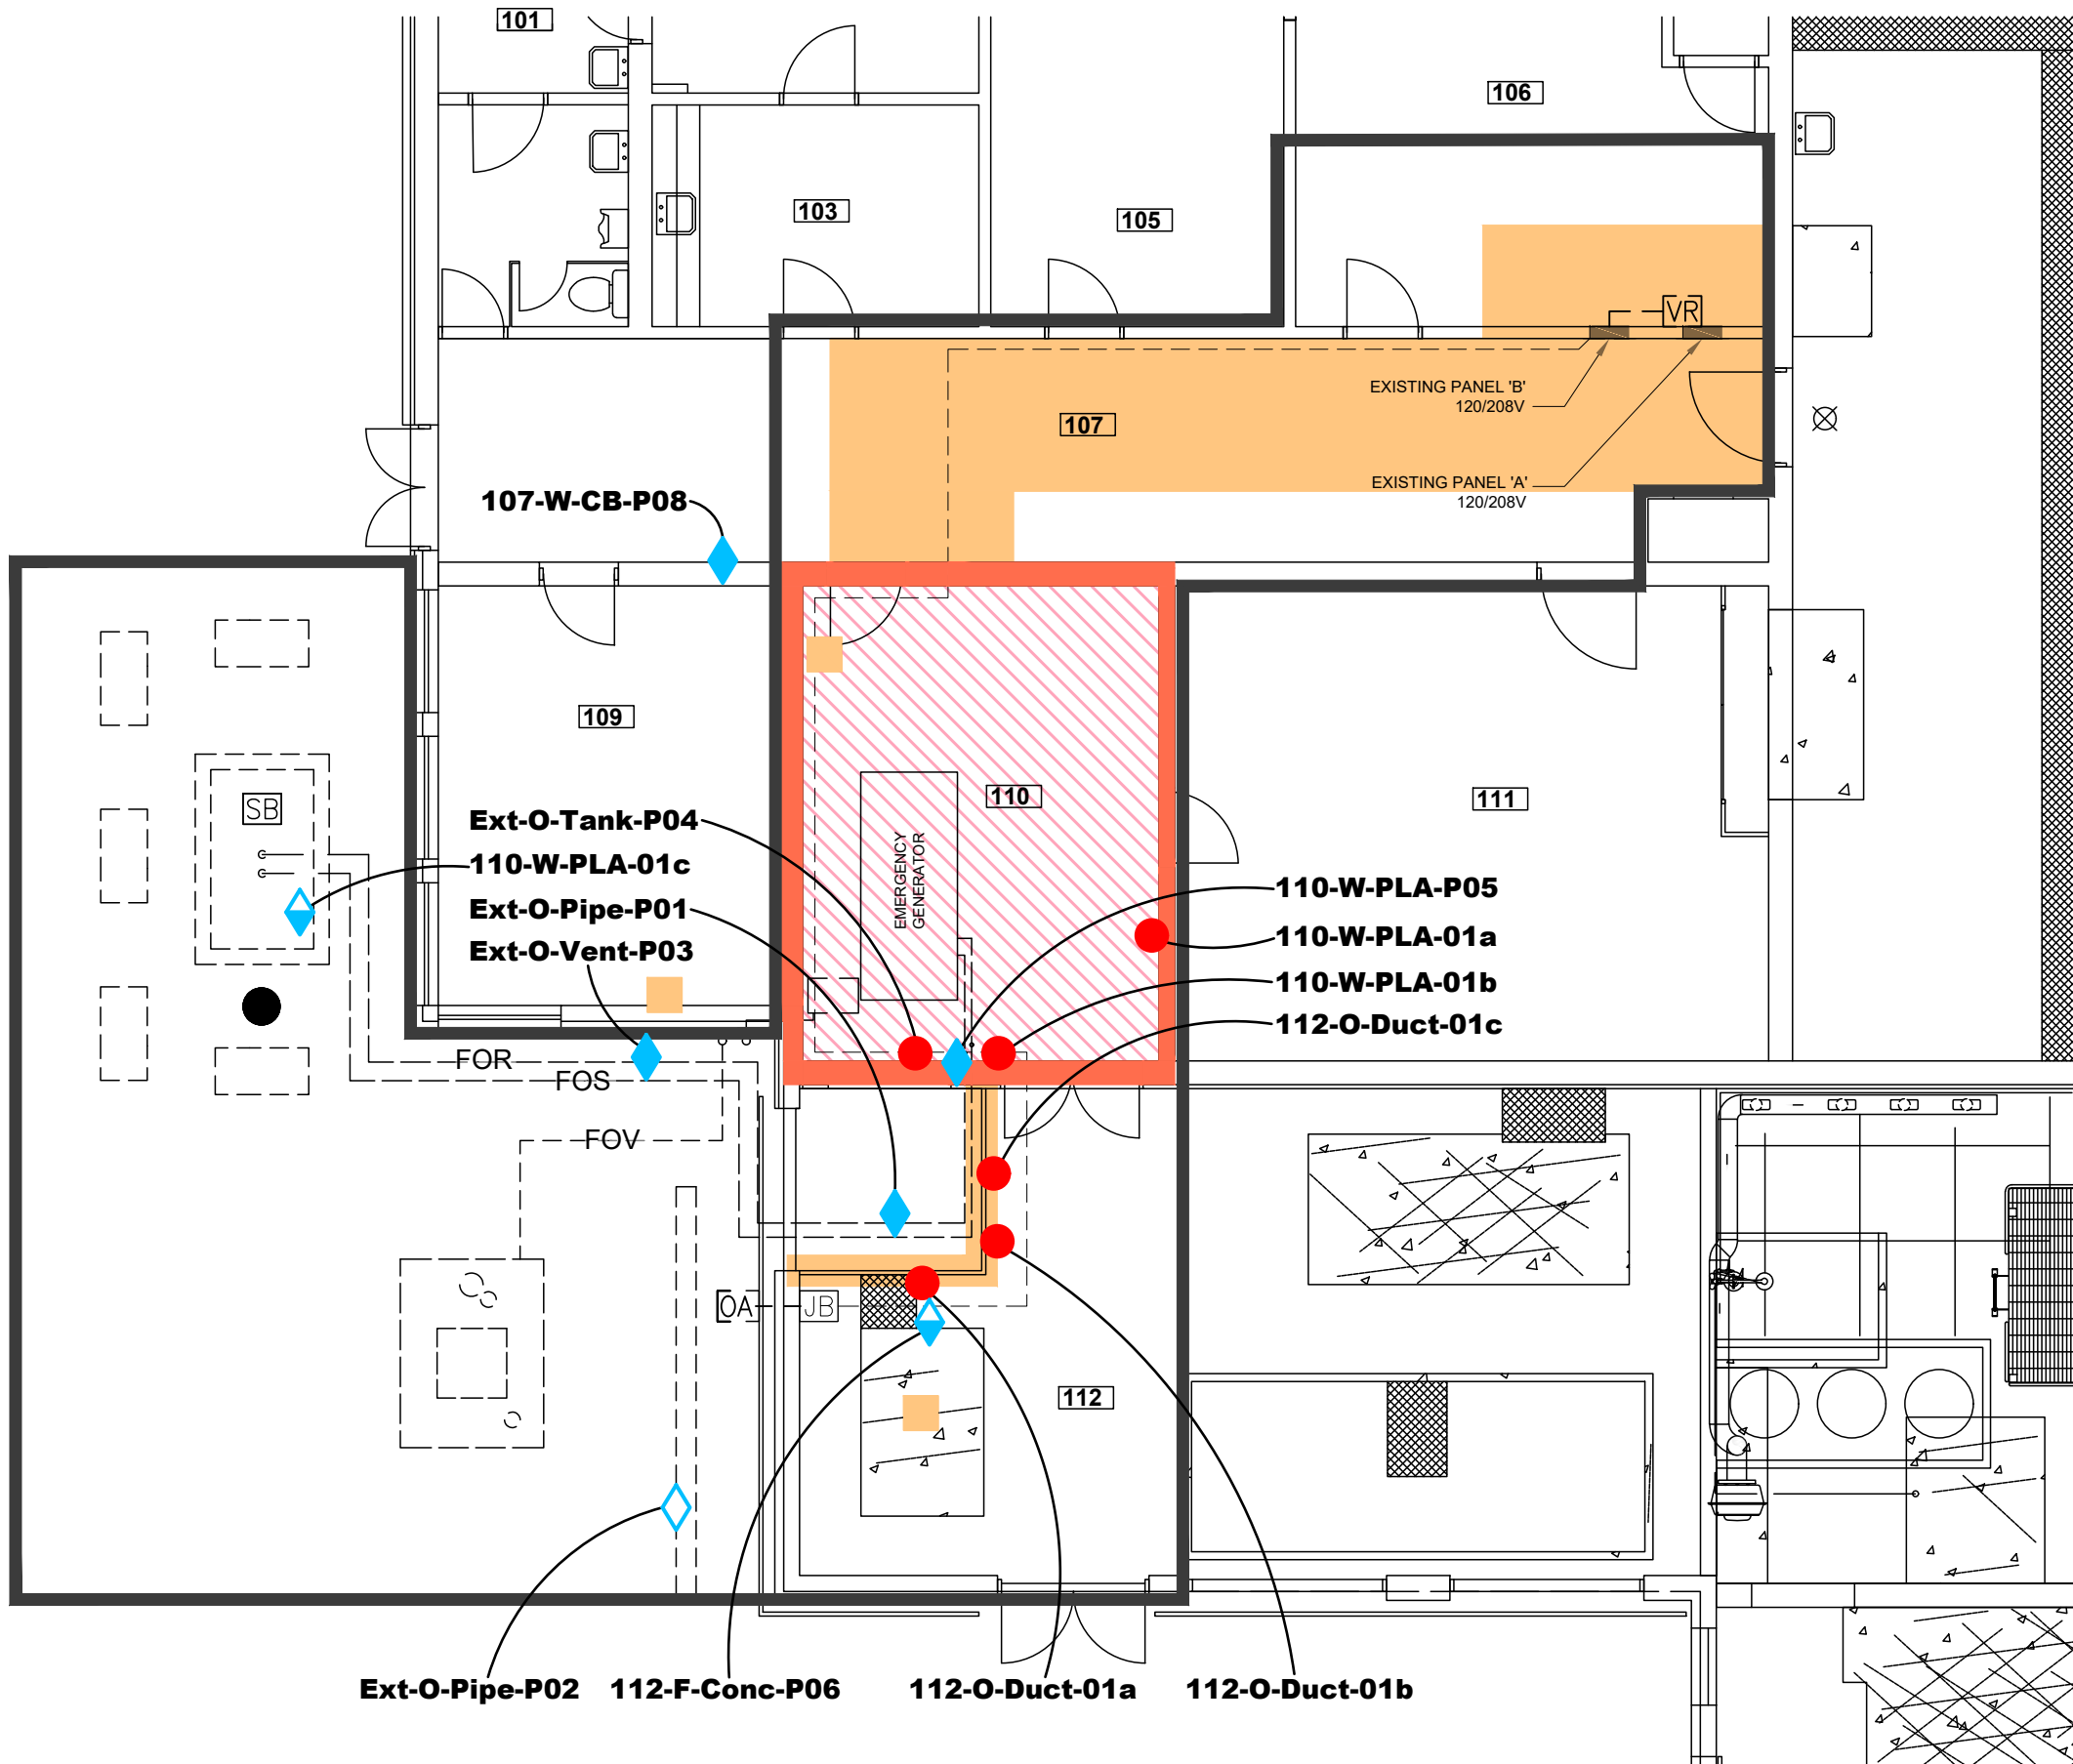 101
106
103
105
VR
EXISTING PANEL 'B'
120/208V
107
EXISTING PANEL 'A'
120/208V
107-W-CB-P08
109
110
111
SB
Ext-O-Tank-P04
110-W-PLA-01c
Ext-O-Pipe-P01
Ext-O-Vent-P03
EMERGENCY
GENERATOR
110-W-PLA-P05
110-W-PLA-01a
110-W-PLA-01b
112-O-Duct-01c
FOR
FOS
FOV
OA
JB
112
Ext-O-Pipe-P02
112-F-Conc-P06
112-O-Duct-01a
112-O-Duct-01b